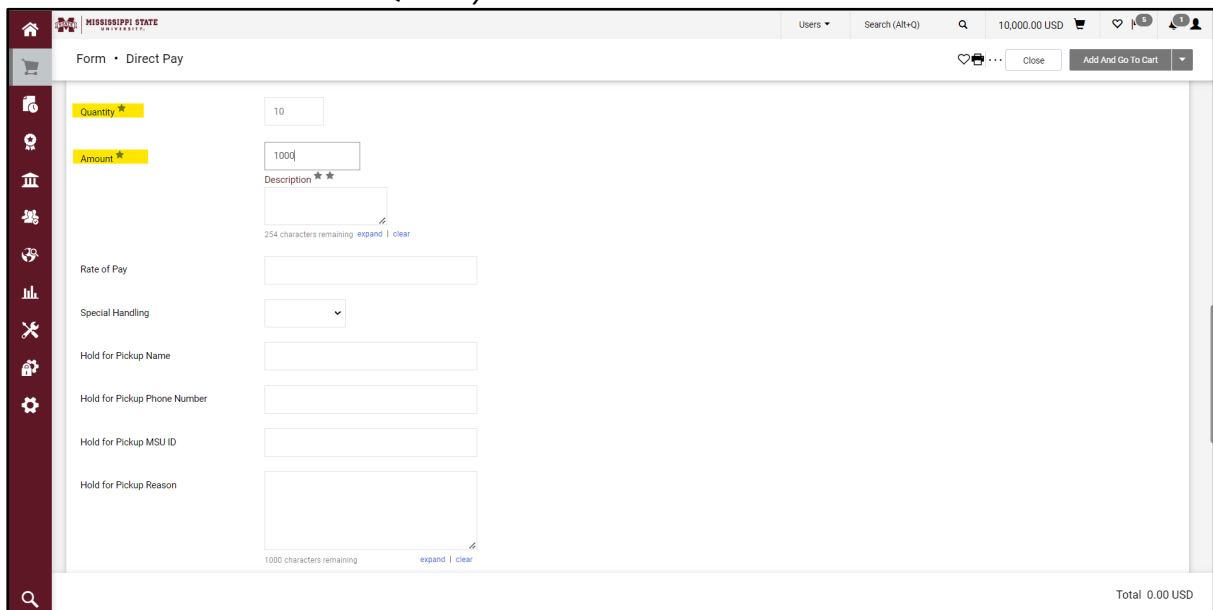 MISSISSIPPI STATE
UNIVERSITY
Users
Search (Alt+Q)
10,000.00 USD
5
1
Form • Direct Pay
Close
Add And Go To Cart
Quantity
10
Amount
1000
Description
254 characters remaining expand | clear
Rate of Pay
Special Handling
Hold for Pickup Name
Hold for Pickup Phone Number
Hold for Pickup MSU ID
Hold for Pickup Reason
1000 characters remaining expand | clear
Total 0.00 USD